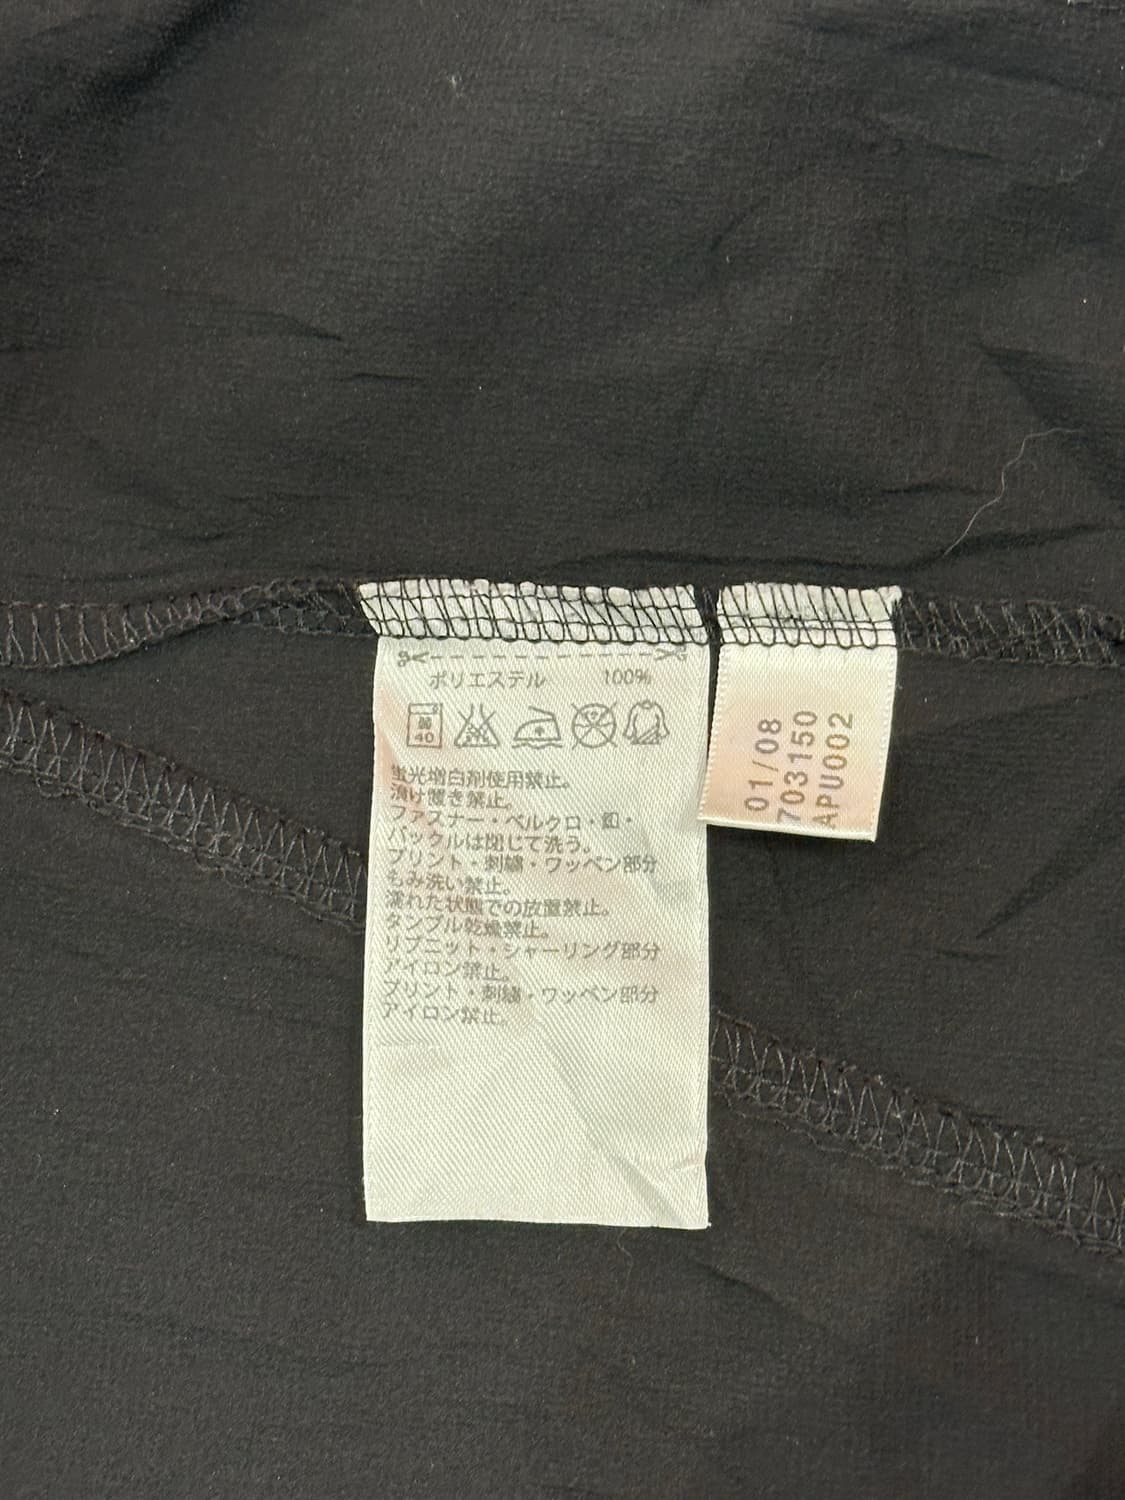 ポリエステル 100%
弱
40
蛍光増白剤使用禁止。
漬け置き禁止。
ファスナー・ベルクロ・釦・
バックルは閉じて洗う。
プリント・刺繍・ワッペン部分
もみ洗い禁止。
濡れた状態での放置禁止。
タンブル乾燥禁止。
リブニット・シャーリング部分
アイロン禁止。
プリント・刺繍・ワッペン部分
アイロン禁止。
01/08
703150
APU002